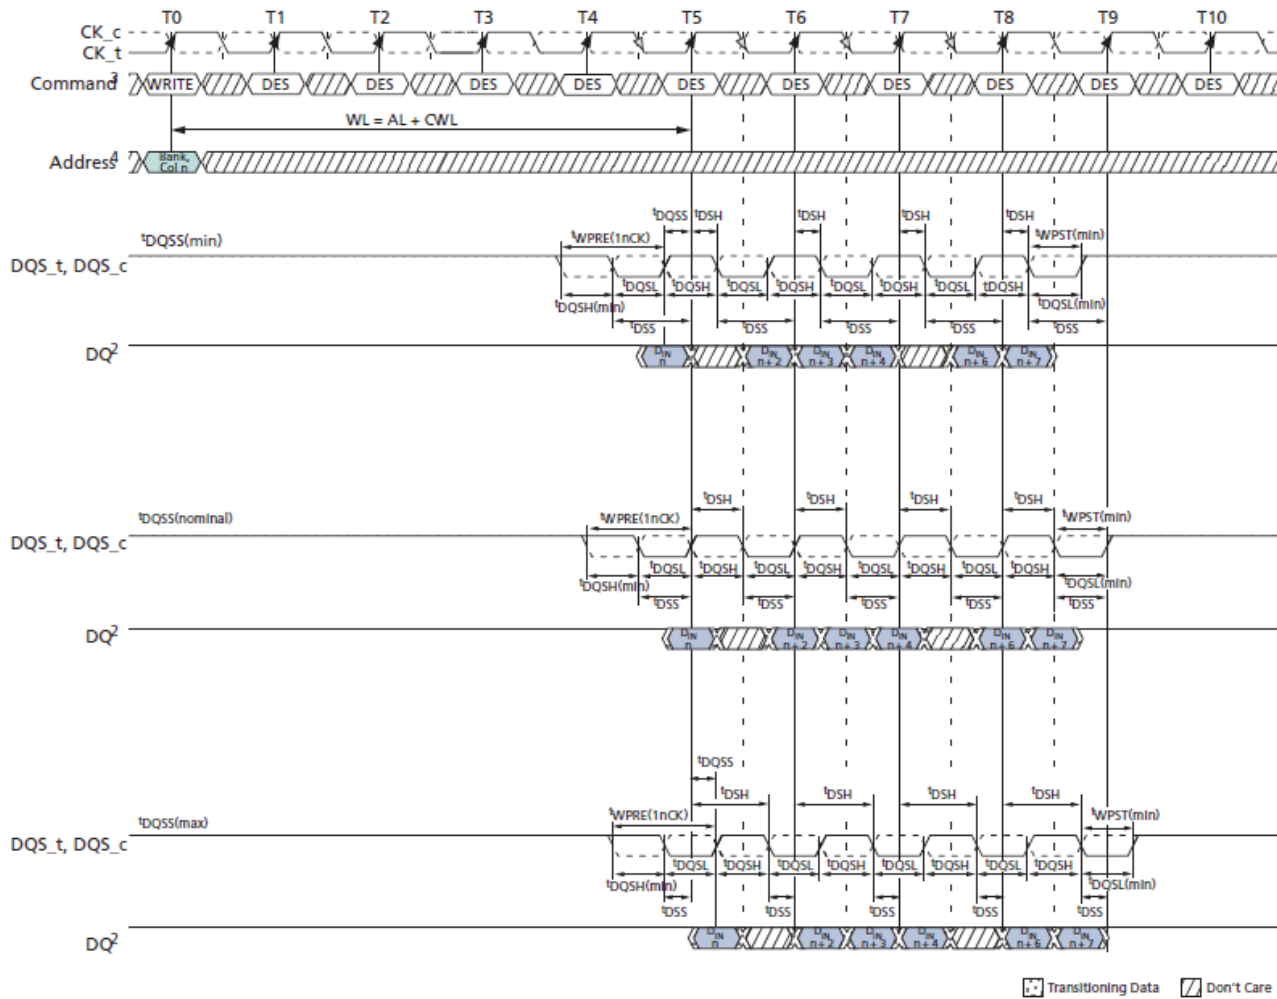 T0 T1 T2 T3 T4 T5 T6 T7 T8 T9 T10
CK_c
CK_t
Command3 WRITE DES DES DES DES DES DES DES DES DES DES
WL = AL + CWL
Address4 Bank, Col n
tDQSS tDSH tDSH tDSH tDSH
tDQSS(min) tWPRE(1nCK) tWPST(min)
DQS_t, DQS_c
tDQSL tDQSH tDQSL tDQSH tDQSL tDQSH tDQSL tDQSH
tDQSH(min) tDQSL(min)
tDSS tDSS tDSS tDSS tDSS
DQ2 DIN n DIN n + 2 DIN n + 3 DIN n + 4 DIN n + 6 DIN n + 7
tDSH tDSH tDSH tDSH
tDQSS(nominal) tWPRE(1nCK) tWPST(min)
DQS_t, DQS_c
tDQSL tDQSH tDQSL tDQSH tDQSL tDQSH tDQSL tDQSH
tDQSH(min) tDQSL(min)
tDSS tDSS tDSS tDSS tDSS
DQ2 DIN n DIN n + 2 DIN n + 3 DIN n + 4 DIN n + 6 DIN n + 7
tDQSS
tDSH tDSH tDSH tDSH
tDQSS(max) tWPRE(1nCK) tWPST(min)
DQS_t, DQS_c
tDQSL tDQSH tDQSL tDQSH tDQSL tDQSH tDQSL tDQSH
tDQSH(min) tDQSL(min)
tDSS tDSS tDSS tDSS tDSS
DQ2 DIN n DIN n + 2 DIN n + 3 DIN n + 4 DIN n + 6 DIN n + 7
Transitioning Data Don't Care